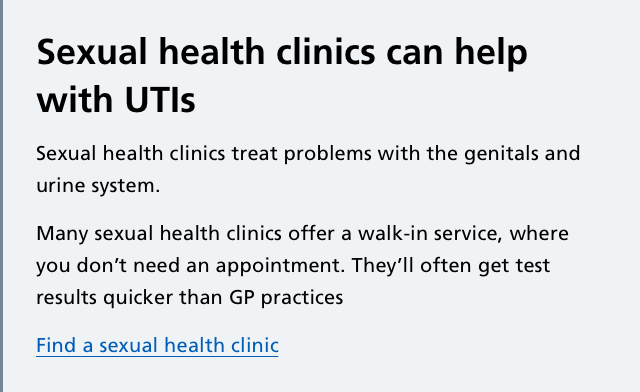 Sexual health clinics can help
with UTIs
Sexual health clinics treat problems with the genitals and
urine system.
Many sexual health clinics offer a walk-in service, where
you don’t need an appointment. They’ll often get test
results quicker than GP practices
Find a sexual health clinic